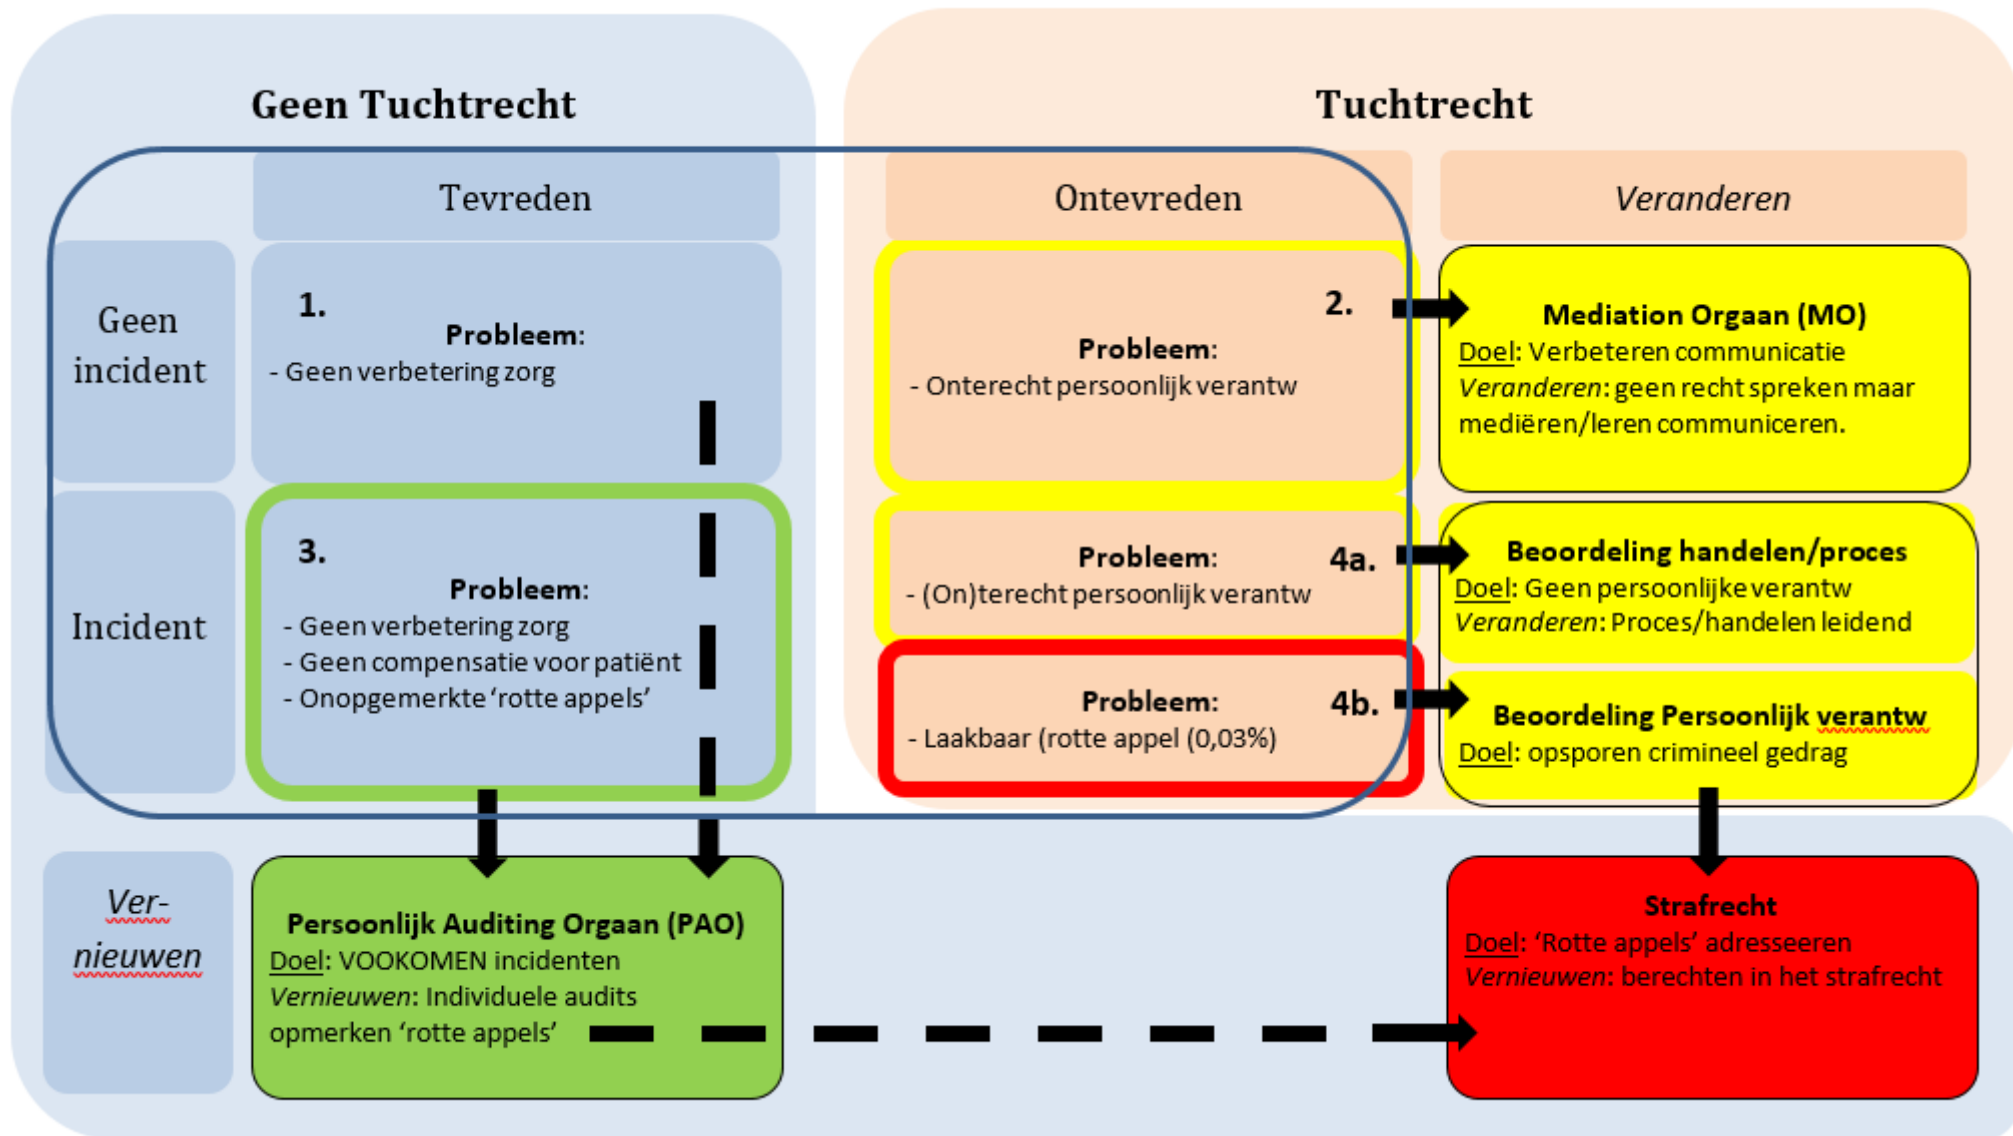 Geen Tuchtrecht
Tuchtrecht
Tevreden
Ontevreden
Veranderen
Geen
incident
1.
Probleem:
- Geen verbetering zorg
2.
Probleem:
- Onterecht persoonlijk verantw
Mediation Orgaan (MO)
Doel: Verbeteren communicatie
Veranderen: geen recht spreken maar
mediëren/leren communiceren.
Incident
3.
Probleem:
- Geen verbetering zorg
- Geen compensatie voor patiënt
- Onopgemerkte ‘rotte appels’
Probleem:
4a.
- (On)terecht persoonlijk verantw
Beoordeling handelen/proces
Doel: Geen persoonlijke verantw
Veranderen: Proces/handelen leidend
Probleem:
4b.
- Laakbaar (rotte appel (0,03%)
Beoordeling Persoonlijk verantw
Doel: opsporen crimineel gedrag
Ver-
nieuwen
Persoonlijk Auditing Orgaan (PAO)
Doel: VOOKOMEN incidenten
Vernieuwen: Individuele audits
opmerken ‘rotte appels’
Strafrecht
Doel: ‘Rotte appels’ adresseeren
Vernieuwen: berechten in het strafrecht